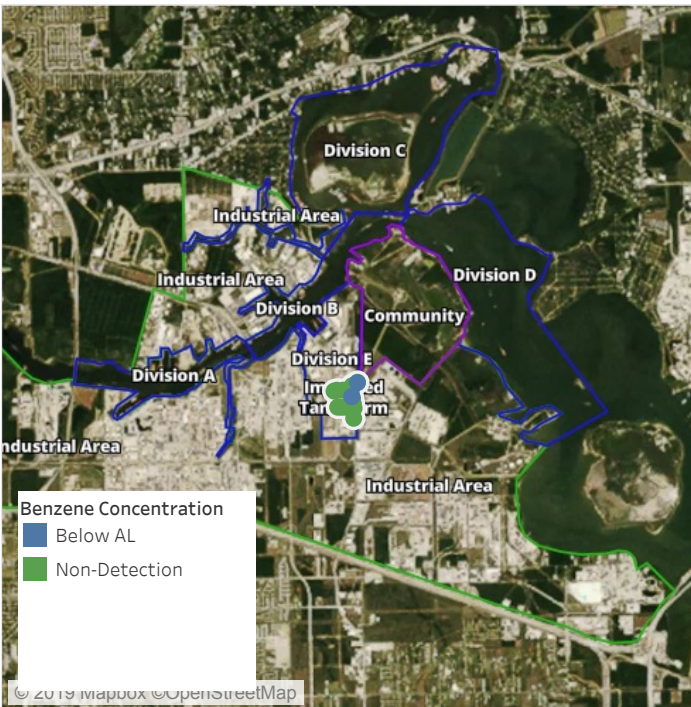 Division C
Industrial Area
Division D
Industrial Area
Division B
Community
Division E
Division A
ndustrial Area
Industrial Area
Benzene Concentration
Below AL
Non-Detection
© 2019 Mapbox ©OpenStreetMap